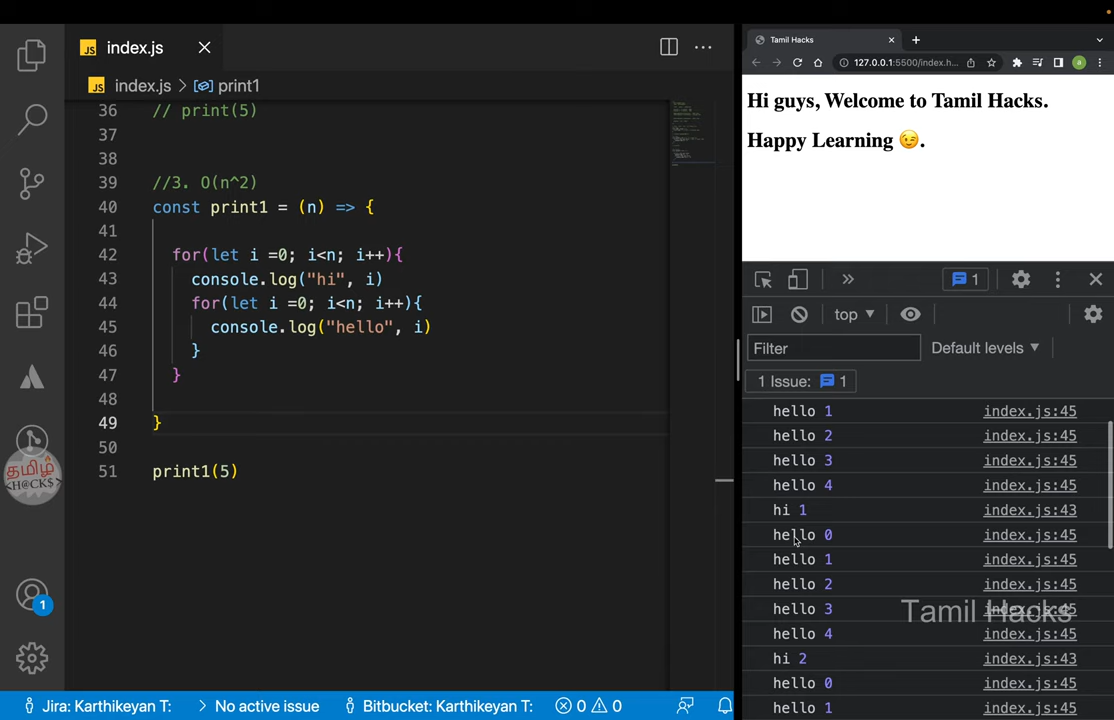 index.js
index.js > print1
36 // print(5)
37
38
39 //3. O(n^2)
40 const print1 = (n) => {
41
42 for(let i =0; i<n; i++){
43 console.log("hi", i)
44 for(let i =0; i<n; i++){
45 console.log("hello", i)
46 }
47 }
48
49 }
50
51 print1(5)
தமிழ்
<H@CK$>
1
Jira: Karthikeyan T: > No active issue Bitbucket: Karthikeyan T: 0 0
Tamil Hacks
127.0.0.1:5500/index.h... a
Hi guys, Welcome to Tamil Hacks.
Happy Learning 😉.
1
top
Filter Default levels
1 Issue: 1
hello 1 index.js:45
hello 2 index.js:45
hello 3 index.js:45
hello 4 index.js:45
hi 1 index.js:43
hello 0 index.js:45
hello 1 index.js:45
hello 2 index.js:45
hello 3 index.js:45
Tamil Hacks
hello 4 index.js:45
hi 2 index.js:43
hello 0 index.js:45
hello 1 index.js:45